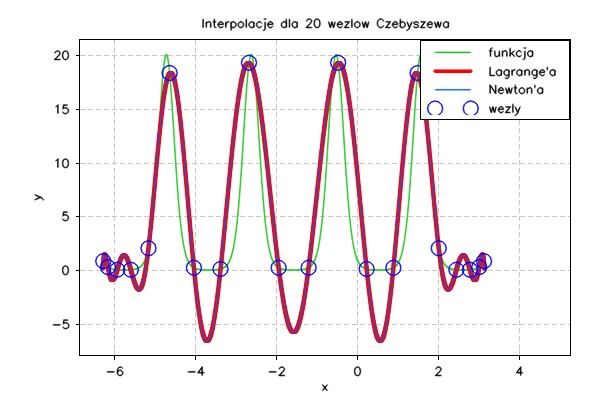 Interpolacje dla 20 wezlow Czebyszewa
funkcja
Lagrange'a
Newton'a
wezly
20
15
10
5
0
−5
y
−6 −4 −2 0 2 4
x